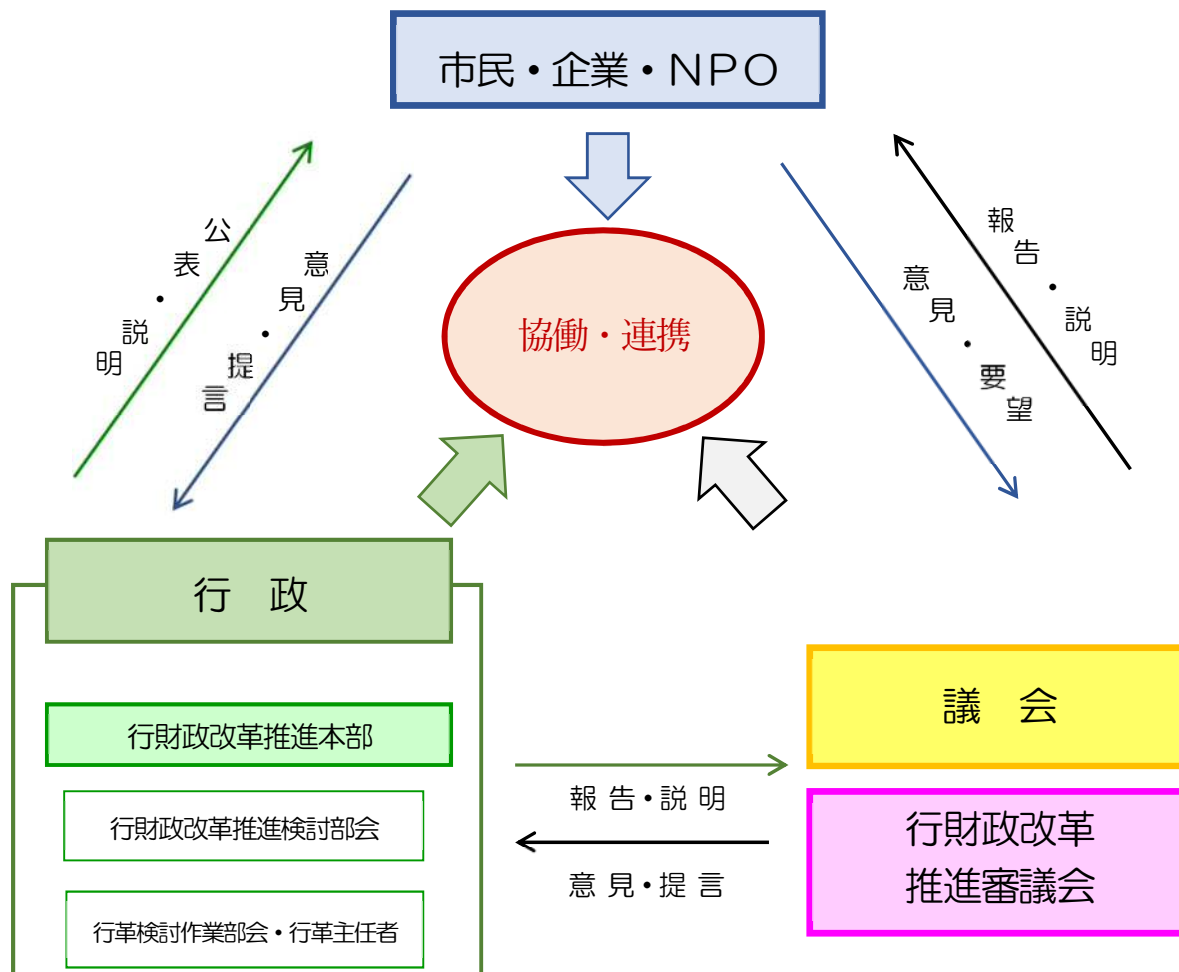 市民・企業・NPO
公表・説明
意見・提言
協働・連携
意見・要望
報告・説明
行　政
行財政改革推進本部
行財政改革推進検討部会
行革検討作業部会・行革主任者
報告・説明
意見・提言
議　会
行財政改革
推進審議会